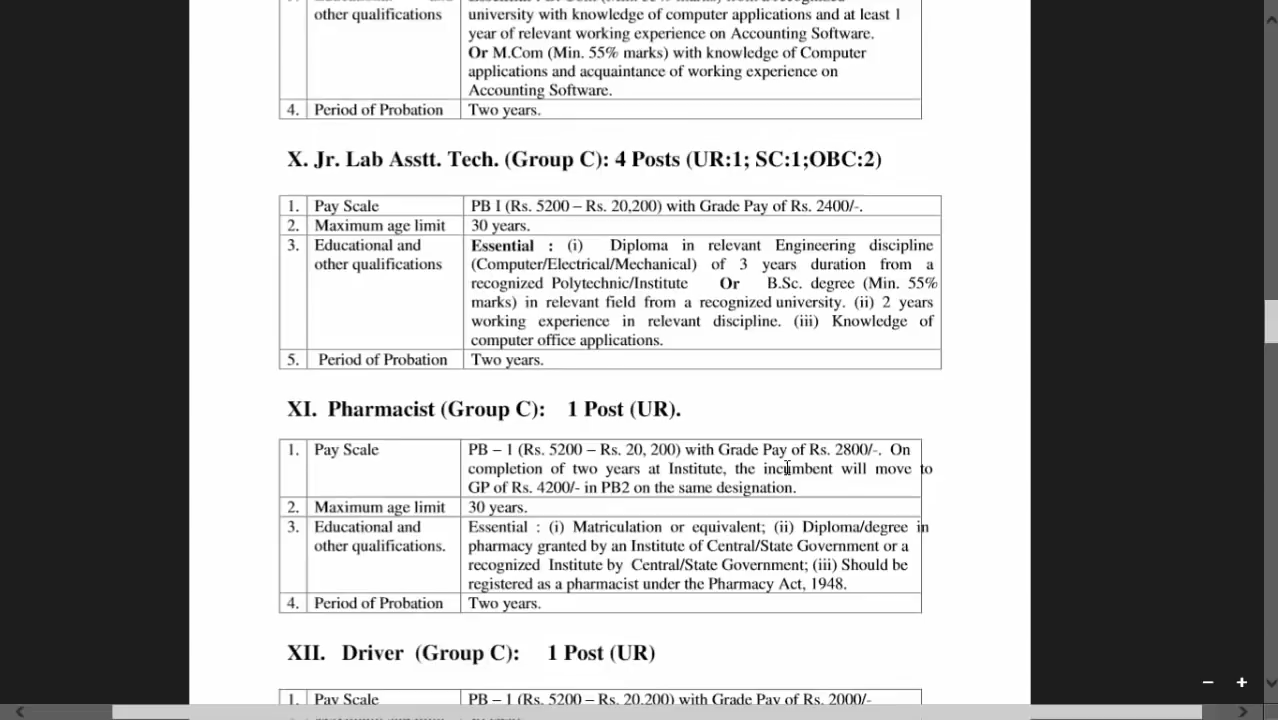 other qualifications
university with knowledge of computer applications and at least 1
year of relevant working experience on Accounting Software.
Or M.Com (Min. 55% marks) with knowledge of Computer
applications and acquaintance of working experience on
Accounting Software.
4. Period of Probation Two years.
X. Jr. Lab Asstt. Tech. (Group C): 4 Posts (UR:1; SC:1;OBC:2)
1. Pay Scale PB I (Rs. 5200 – Rs. 20,200) with Grade Pay of Rs. 2400/-.
2. Maximum age limit 30 years.
3. Educational and Essential : (i) Diploma in relevant Engineering discipline
other qualifications (Computer/Electrical/Mechanical) of 3 years duration from a
recognized Polytechnic/Institute Or B.Sc. degree (Min. 55%
marks) in relevant field from a recognized university. (ii) 2 years
working experience in relevant discipline. (iii) Knowledge of
computer office applications.
5. Period of Probation Two years.
XI. Pharmacist (Group C): 1 Post (UR).
1. Pay Scale PB – 1 (Rs. 5200 – Rs. 20, 200) with Grade Pay of Rs. 2800/-. On
completion of two years at Institute, the incumbent will move to
GP of Rs. 4200/- in PB2 on the same designation.
2. Maximum age limit 30 years.
3. Educational and Essential : (i) Matriculation or equivalent; (ii) Diploma/degree in
other qualifications. pharmacy granted by an Institute of Central/State Government or a
recognized Institute by Central/State Government; (iii) Should be
registered as a pharmacist under the Pharmacy Act, 1948.
4. Period of Probation Two years.
XII. Driver (Group C): 1 Post (UR)
1. Pay Scale PB – 1 (Rs. 5200 – Rs. 20,200) with Grade Pay of Rs. 2000/-